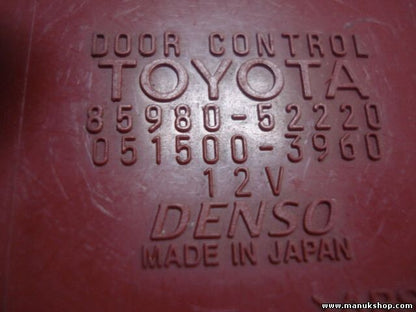 DOOR CONTROL
TOYOTA
85980-52220
051500-3960
12V
DENSO
MADE IN JAPAN
www.manukshop.com